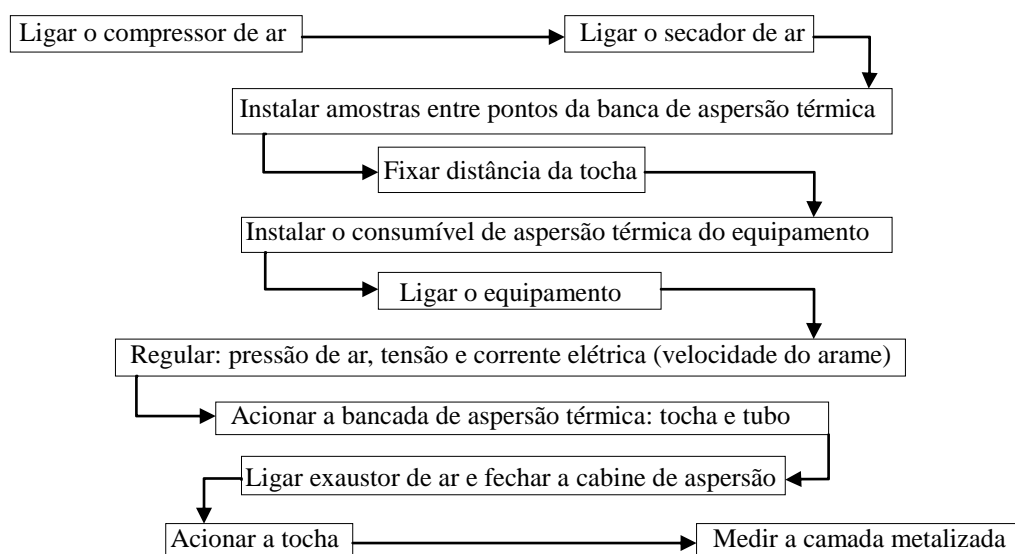 Ligar o compressor de ar
Ligar o secador de ar
Instalar amostras entre pontos da banca de aspersão térmica
Fixar distância da tocha
Instalar o consumível de aspersão térmica do equipamento
Ligar o equipamento
Regular: pressão de ar, tensão e corrente elétrica (velocidade do arame)
Acionar a bancada de aspersão térmica: tocha e tubo
Ligar exaustor de ar e fechar a cabine de aspersão
Acionar a tocha
Medir a camada metalizada